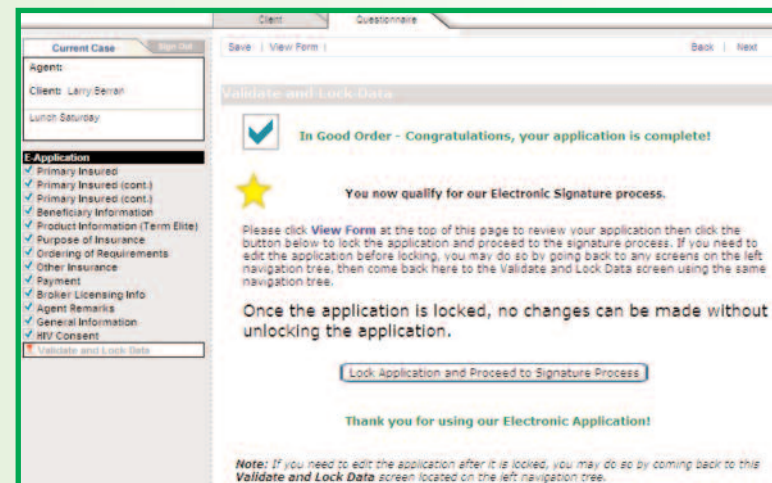 Client Questionnaire
Current Case Sign Out
Save | View Form | Back | Next
Agent:
Client: Larry Berran
Lunch Saturday
Validate and Lock Data
In Good Order - Congratulations, your application is complete!
You now qualify for our Electronic Signature process.
E-Application
Primary Insured
Primary Insured (cont.)
Primary Insured (cont.)
Beneficiary Information
Product Information (Term Elite)
Purpose of Insurance
Ordering of Requirements
Other Insurance
Payment
Broker Licensing Info
Agent Remarks
General Information
HIV Consent
Validate and Lock Data
Please click View Form at the top of this page to review your application then click the
button below to lock the application and proceed to the signature process. If you need to
edit the application before locking, you may do so by going back to any screens on the left
navigation tree, then come back here to the Validate and Lock Data screen using the same
navigation tree.
Once the application is locked, no changes can be made without
unlocking the application.
Lock Application and Proceed to Signature Process
Thank you for using our Electronic Application!
Note: If you need to edit the application after it is locked, you may do so by coming back to this
Validate and Lock Data screen located on the left navigation tree.